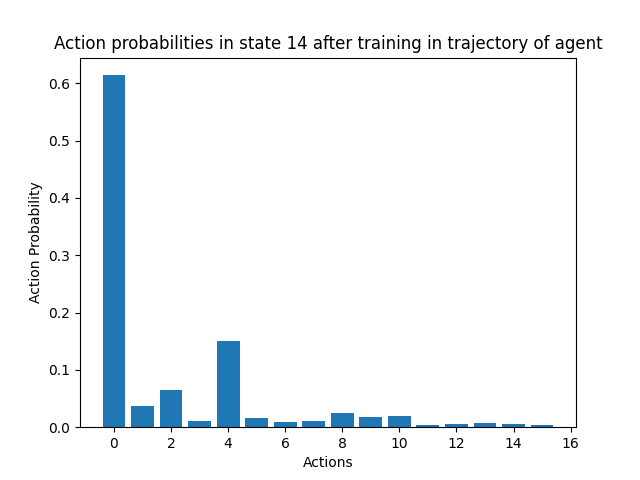 Action probabilities in state 14 after training in trajectory of agent
0.6
0.5
0.4
0.3
0.2
0.1
0.0
Action Probability
0 2 4 6 8 10 12 14 16
Actions